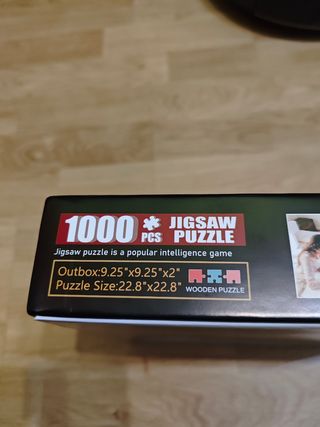 1000 PCS JIGSAW PUZZLE
Jigsaw puzzle is a popular intelligence game
Outbox:9.25"x9.25"x2"
Puzzle Size:22.8"x22.8"
WOODEN PUZZLE